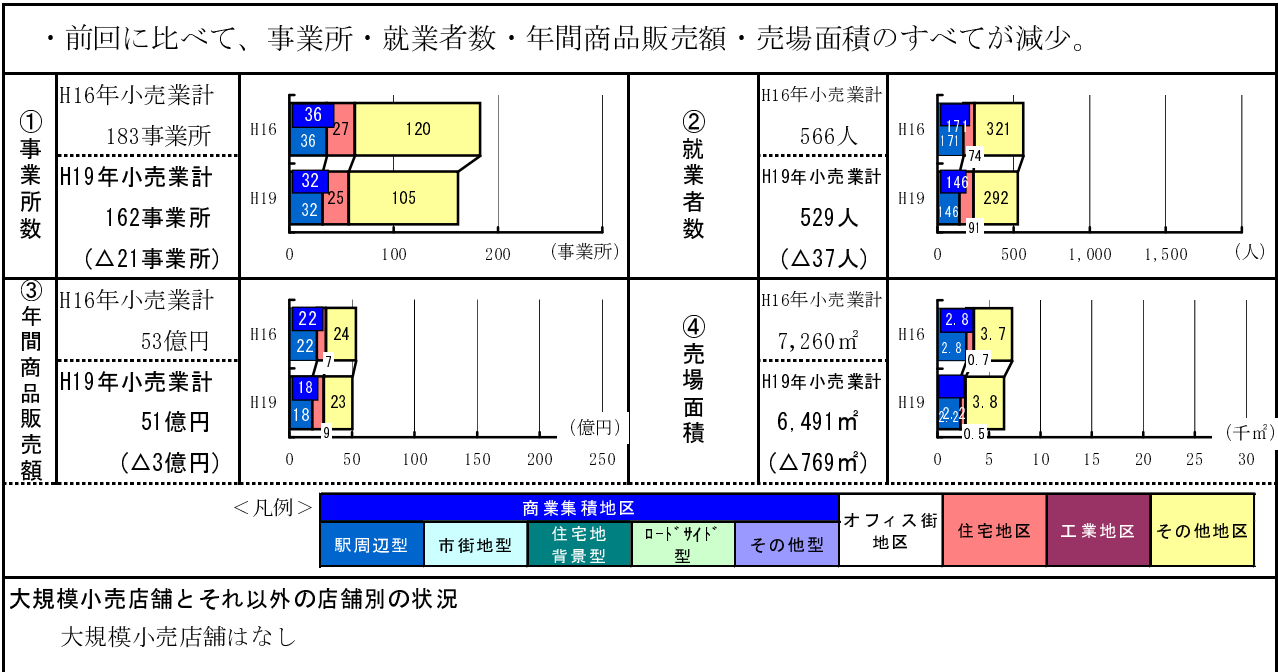 ・前回に比べて、事業所・就業者数・年間商品販売額・売場面積のすべてが減少。
①事業所数
H16年小売業計
183事業所
H19年小売業計
162事業所
(△21事業所)
H16
36
36
27
120
H19
32
32
25
105
0 100 200 (事業所)
②就業者数
H16年小売業計
566人
H19年小売業計
529人
(△37人)
H16
171
171
74
321
H19
146
146
91
292
0 500 1,000 1,500 (人)
③年間商品販売額
H16年小売業計
53億円
H19年小売業計
51億円
(△3億円)
H16
22
22
7
24
H19
18
18
9
23
(億円)
0 50 100 150 200 250
④売場面積
H16年小売業計
7,260㎡
H19年小売業計
6,491㎡
(△769㎡)
H16
2.8
2.8
0.7
3.7
H19
2.2
0.5
3.8
(千㎡)
0 5 10 15 20 25 30
<凡例>
商業集積地区
駅周辺型
市街地型
住宅地
背景型
ロードサイド
型
その他型
オフィス街
地区
住宅地区
工業地区
その他地区
大規模小売店舗とそれ以外の店舗別の状況
大規模小売店舗はなし